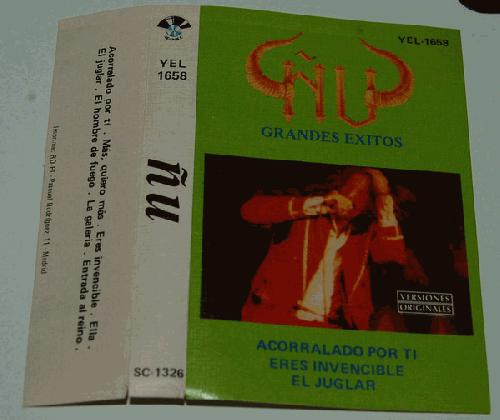 Acorralado por ti . Más, quiero más . Eres invencible . Ella .
El juglar . El hombre de fuego . La galería . Entrada al reino .
Madrid
YEL
1658
ñu
SC-1326
YEL-1658
ÑU
GRANDES EXITOS
VERSIONES
ORIGINALES
ACORRALADO POR TI
ERES INVENCIBLE
EL JUGLAR